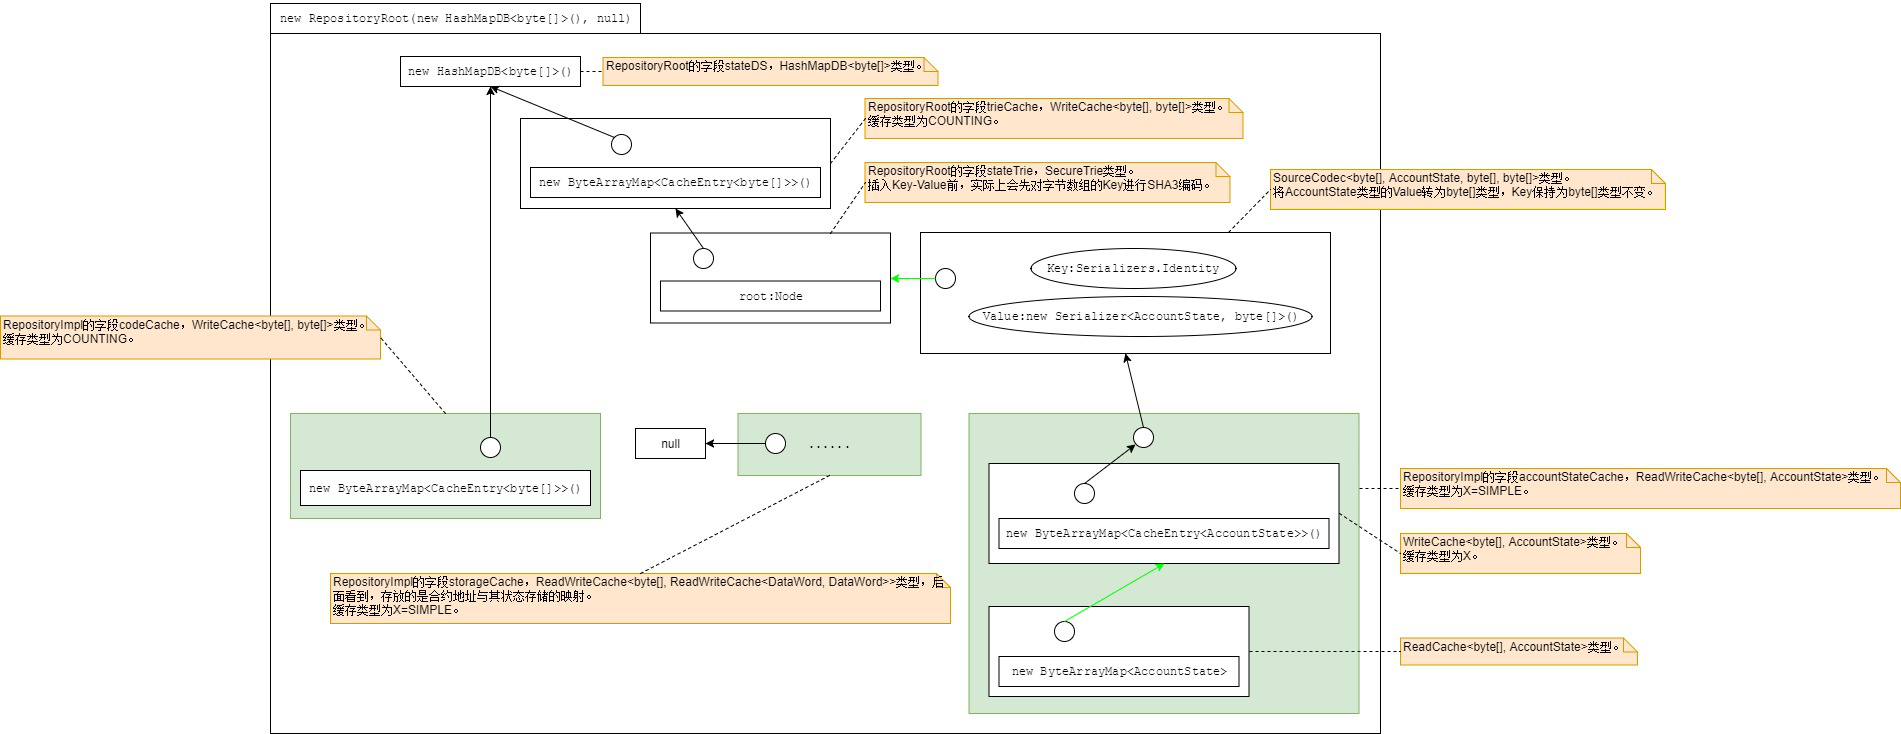 new RepositoryRoot(new HashMapDB<byte[]>(), null)
new HashMapDB<byte[]>()
RepositoryRoot的字段stateDS，HashMapDB<byte[]>类型。
RepositoryRoot的字段trieCache，WriteCache<byte[], byte[]>类型。
缓存类型为COUNTING。
new ByteArrayMap<CacheEntry<byte[]>>()
RepositoryRoot的字段stateTrie，SecureTrie类型。
插入Key-Value前，实际上会先对字节数组的Key进行SHA3编码。
SourceCodec<byte[], AccountState, byte[], byte[]>类型。
将AccountState类型的Value转为byte[]类型，Key保持为byte[]类型不变。
root:Node
Key:Serializers.Identity
Value:new Serializer<AccountState, byte[]>()
RepositoryImpl的字段codeCache，WriteCache<byte[], byte[]>类型。
缓存类型为COUNTING。
new ByteArrayMap<CacheEntry<byte[]>>()
null
......
RepositoryImpl的字段storageCache，ReadWriteCache<byte[], ReadWriteCache<DataWord, DataWord>>类型，后
面看到，存放的是合约地址与其状态存储的映射。
缓存类型为X=SIMPLE。
RepositoryImpl的字段accountStateCache，ReadWriteCache<byte[], AccountState>类型。
缓存类型为X=SIMPLE。
new ByteArrayMap<CacheEntry<AccountState>>()
WriteCache<byte[], AccountState>类型。
缓存类型为X。
new ByteArrayMap<AccountState>
ReadCache<byte[], AccountState>类型。